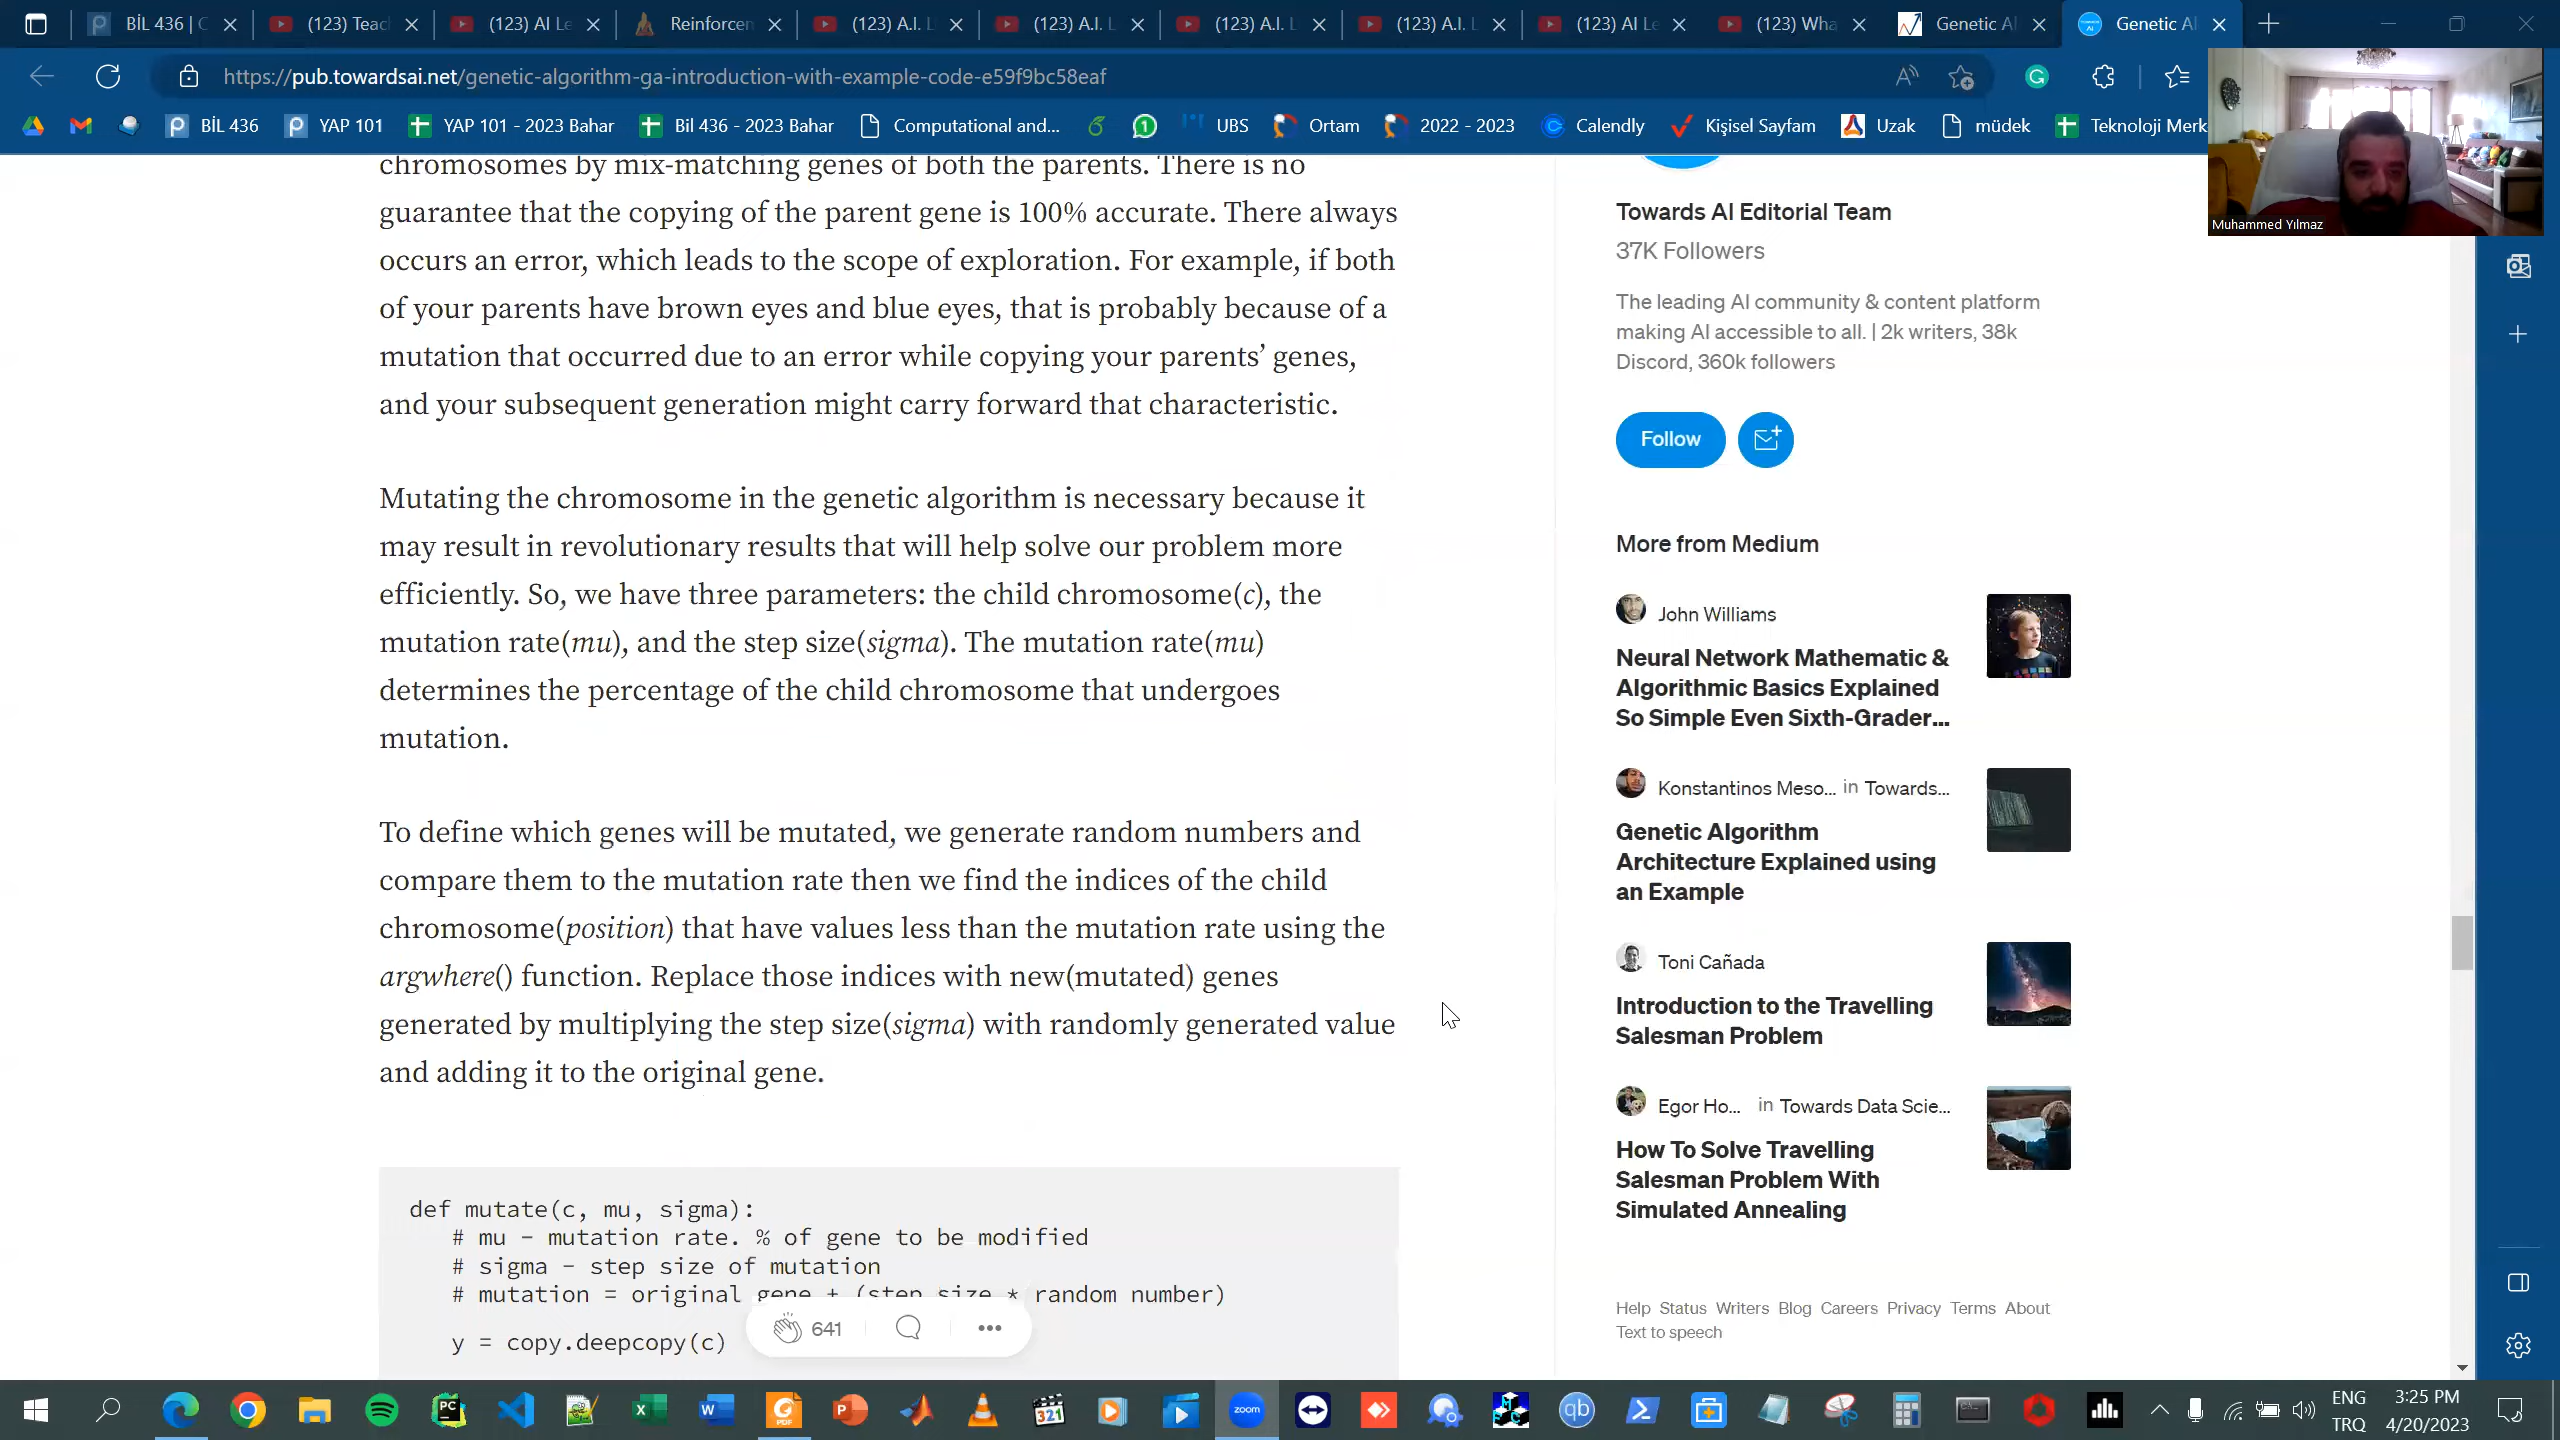 BİL 436 | C
(123) Teac
(123) AI Le
Reinforcem
(123) A.I. L
(123) A.I. L
(123) A.I. L
(123) A.I. L
(123) AI Le
(123) Wha
Genetic Al
Genetic Al
https://pub.towardsai.net/genetic-algorithm-ga-introduction-with-example-code-e59f9bc58eaf
BİL 436
YAP 101
YAP 101 - 2023 Bahar
Bil 436 - 2023 Bahar
Computational and...
UBS
Ortam
2022 - 2023
Calendly
Kişisel Sayfam
Uzak
müdek
Teknoloji Merk
Muhammed Yılmaz
chromosomes by mix-matching genes of both the parents. There is no
guarantee that the copying of the parent gene is 100% accurate. There always
occurs an error, which leads to the scope of exploration. For example, if both
of your parents have brown eyes and blue eyes, that is probably because of a
mutation that occurred due to an error while copying your parents’ genes,
and your subsequent generation might carry forward that characteristic.
Mutating the chromosome in the genetic algorithm is necessary because it
may result in revolutionary results that will help solve our problem more
efficiently. So, we have three parameters: the child chromosome(c), the
mutation rate(mu), and the step size(sigma). The mutation rate(mu)
determines the percentage of the child chromosome that undergoes
mutation.
To define which genes will be mutated, we generate random numbers and
compare them to the mutation rate then we find the indices of the child
chromosome(position) that have values less than the mutation rate using the
argwhere() function. Replace those indices with new(mutated) genes
generated by multiplying the step size(sigma) with randomly generated value
and adding it to the original gene.
def mutate(c, mu, sigma):
# mu - mutation rate. % of gene to be modified
# sigma - step size of mutation
# mutation = original gene + (step size * random number)
y = copy.deepcopy(c)
641
Towards AI Editorial Team
37K Followers
The leading AI community & content platform
making AI accessible to all. | 2k writers, 38k
Discord, 360k followers
Follow
More from Medium
John Williams
Neural Network Mathematic &
Algorithmic Basics Explained
So Simple Even Sixth-Grader...
Konstantinos Meso... in Towards...
Genetic Algorithm
Architecture Explained using
an Example
Toni Cañada
Introduction to the Travelling
Salesman Problem
Egor Ho... in Towards Data Scie...
How To Solve Travelling
Salesman Problem With
Simulated Annealing
Help Status Writers Blog Careers Privacy Terms About
Text to speech
zoom
ENG
TRQ
3:25 PM
4/20/2023